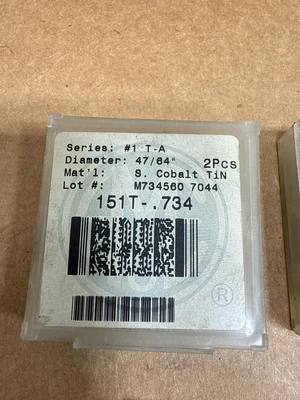 Series: #1 T-A
Diameter: 47/64"
2Pcs
Mat'l: S. Cobalt TiN
Lot #: M734560 7044
151T-.734
®